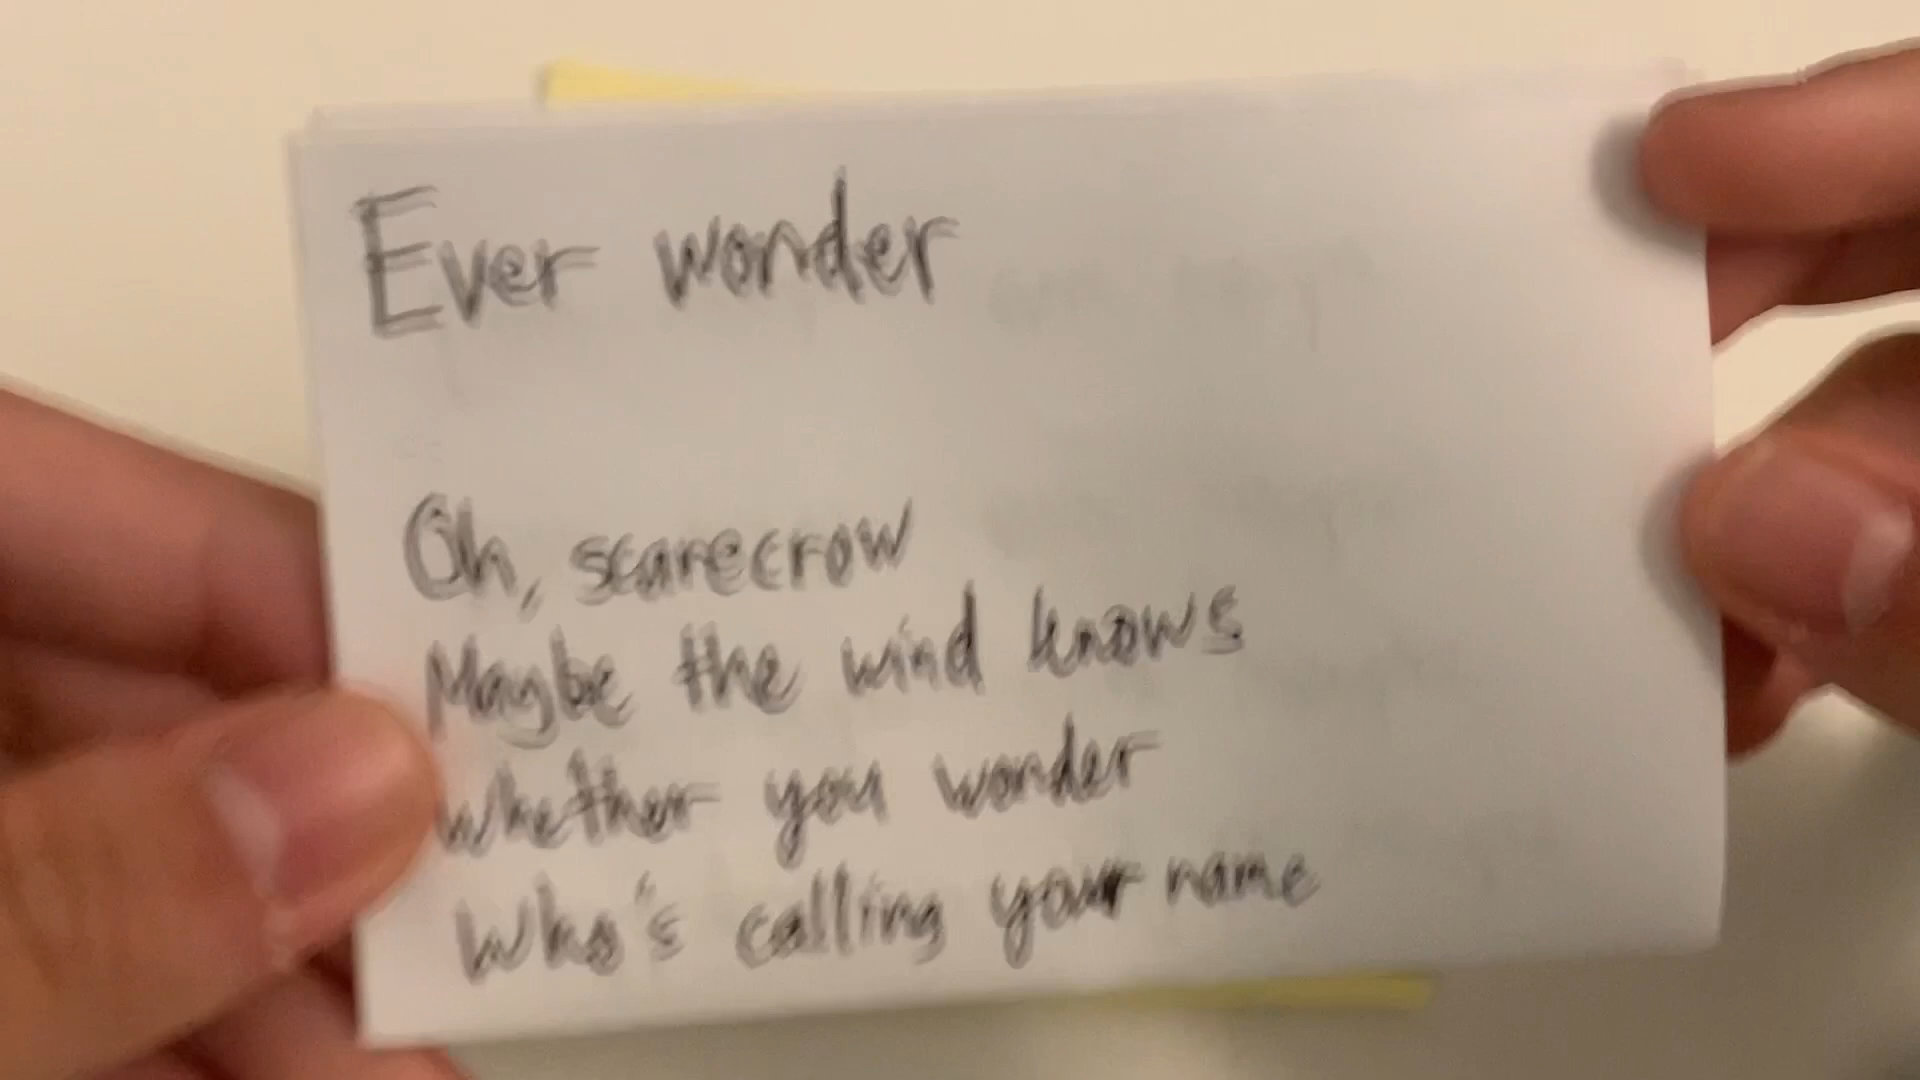 Ever wonder
Oh, scarecrow
Maybe the wind knows
Whether you wonder
Who's calling your name